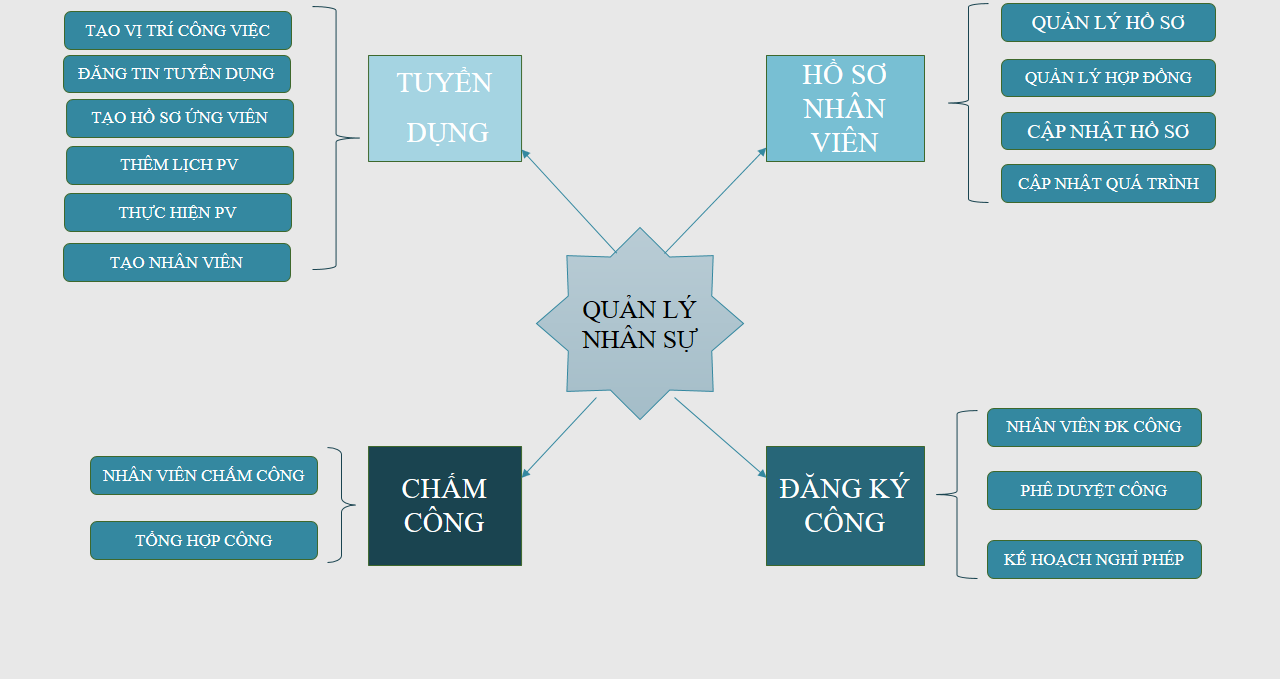 TẠO VỊ TRÍ CÔNG VIỆC
ĐĂNG TIN TUYỂN DỤNG
TẠO HỒ SƠ ỨNG VIÊN
THÊM LỊCH PV
THỰC HIỆN PV
TẠO NHÂN VIÊN
TUYỂN
DỤNG
HỒ SƠ
NHÂN
VIÊN
QUẢN LÝ HỒ SƠ
QUẢN LÝ HỢP ĐỒNG
CẬP NHẬT HỒ SƠ
CẬP NHẬT QUÁ TRÌNH
QUẢN LÝ
NHÂN SỰ
NHÂN VIÊN CHẤM CÔNG
TỔNG HỢP CÔNG
CHẤM
CÔNG
ĐĂNG KÝ
CÔNG
NHÂN VIÊN ĐK CÔNG
PHÊ DUYỆT CÔNG
KẾ HOẠCH NGHỈ PHÉP